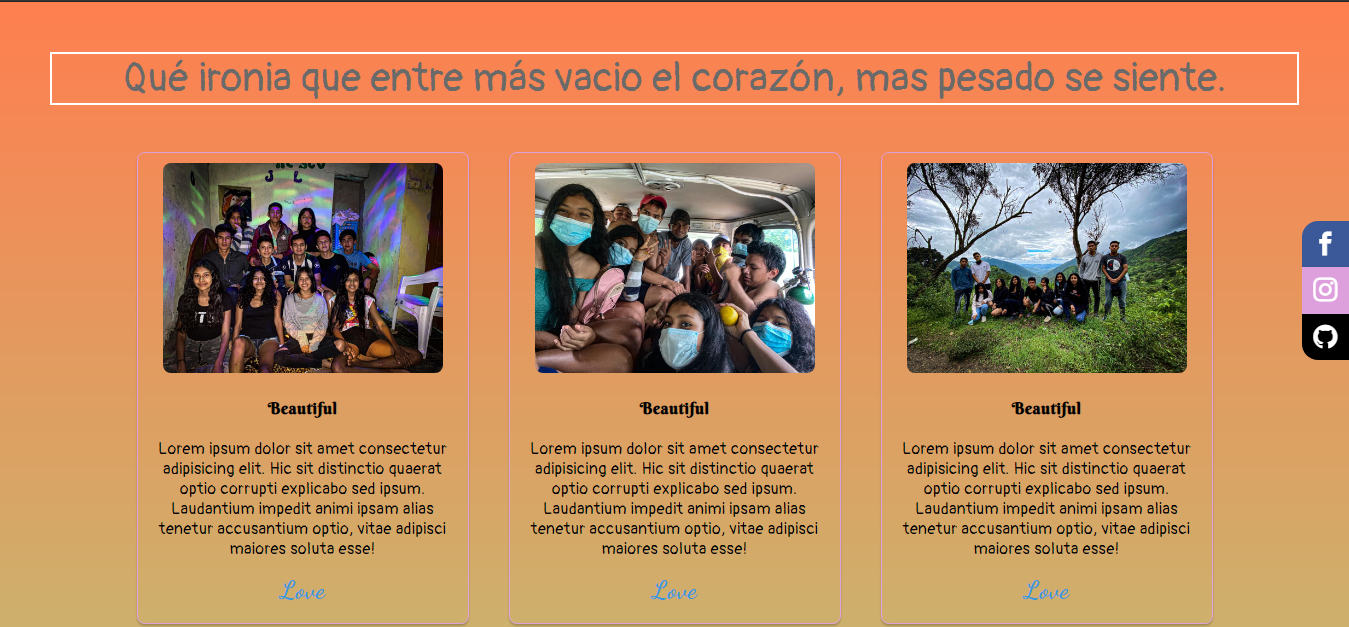 Qué ironia que entre más vacio el corazón, mas pesado se siente.
Beautiful
Lorem ipsum dolor sit amet consectetur
adipisicing elit. Hic sit distinctio quaerat
optio corrupti explicabo sed ipsum.
Laudantium impedit animi ipsam alias
tenetur accusantium optio, vitae adipisci
maiores soluta esse!
Love
Beautiful
Lorem ipsum dolor sit amet consectetur
adipisicing elit. Hic sit distinctio quaerat
optio corrupti explicabo sed ipsum.
Laudantium impedit animi ipsam alias
tenetur accusantium optio, vitae adipisci
maiores soluta esse!
Love
Beautiful
Lorem ipsum dolor sit amet consectetur
adipisicing elit. Hic sit distinctio quaerat
optio corrupti explicabo sed ipsum.
Laudantium impedit animi ipsam alias
tenetur accusantium optio, vitae adipisci
maiores soluta esse!
Love